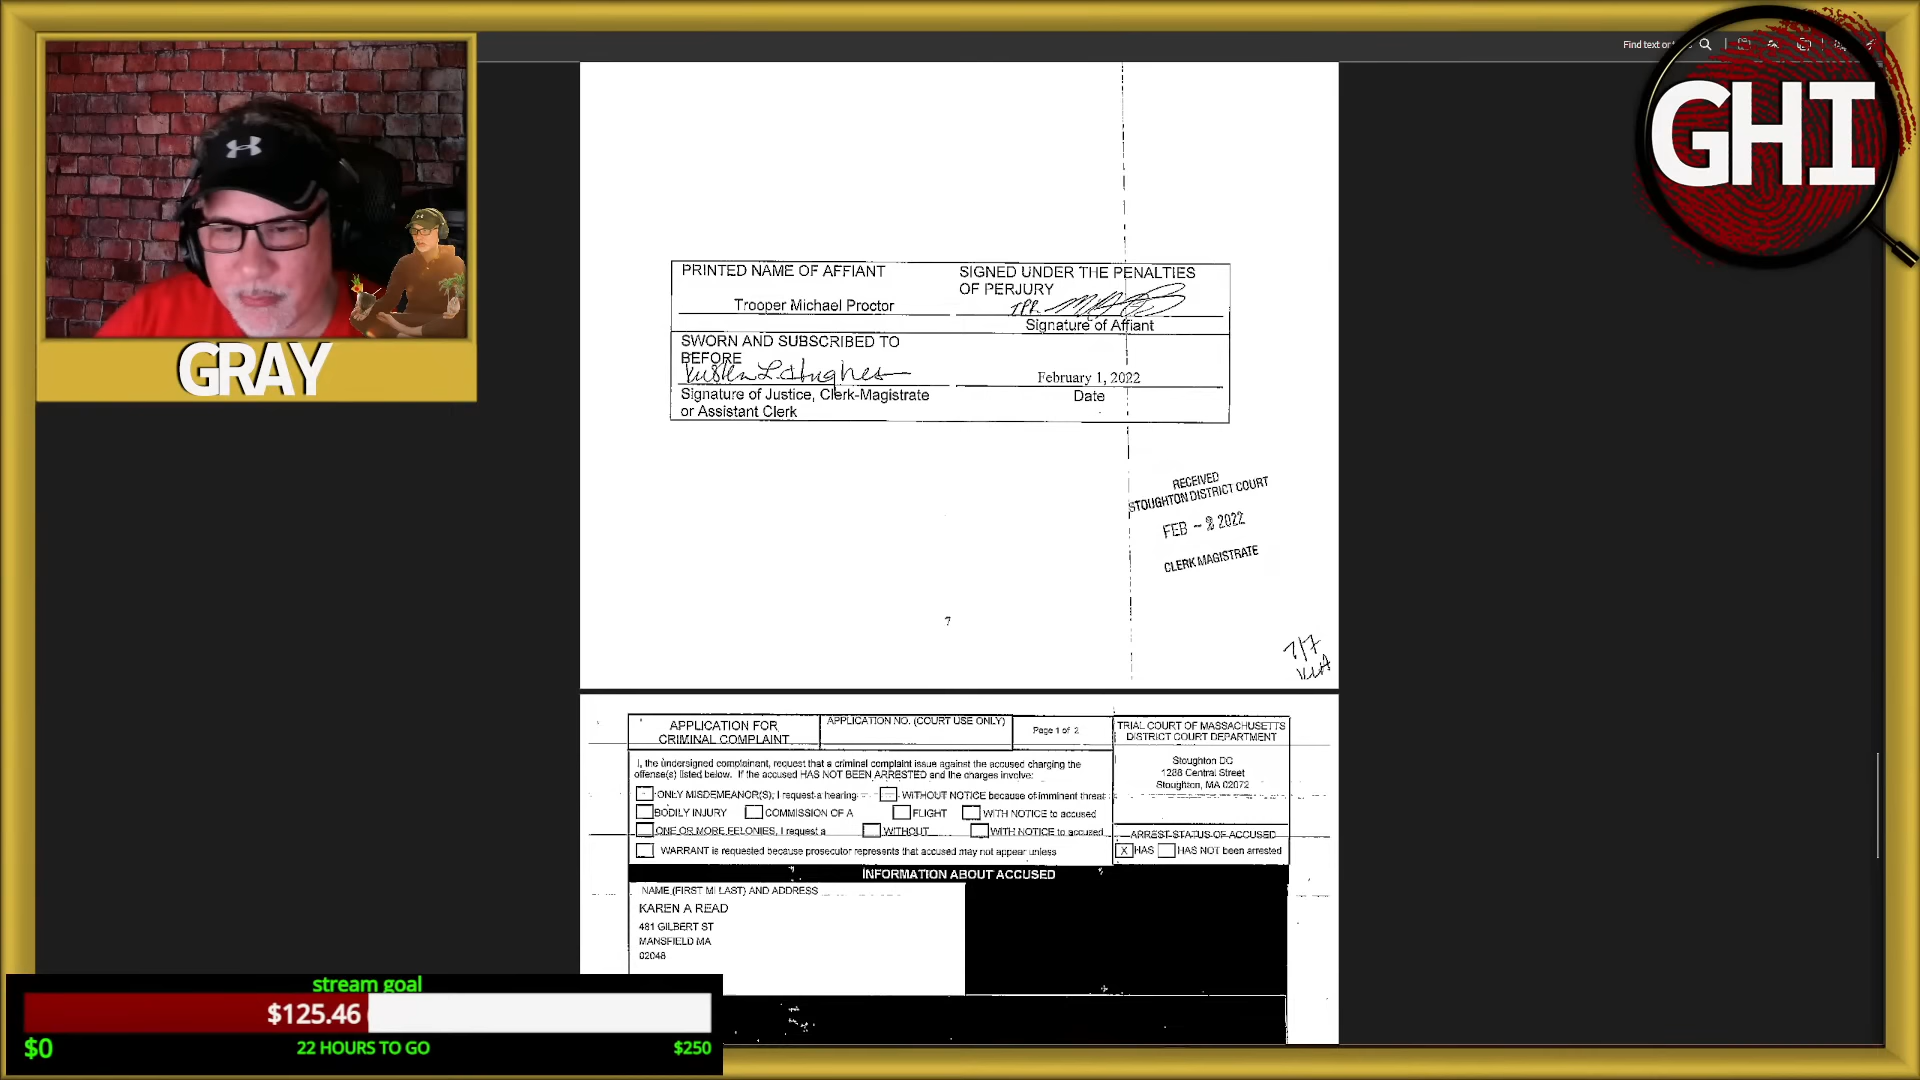 Find text or
GHI
GRAY
PRINTED NAME OF AFFIANT
Trooper Michael Proctor
SIGNED UNDER THE PENALTIES
OF PERJURY
TPR.
Signature of Affiant
SWORN AND SUBSCRIBED TO
BEFORE
Signature of Justice, Clerk-Magistrate
or Assistant Clerk
February 1, 2022
Date
RECEIVED
STOUGHTON DISTRICT COURT
FEB - 2 2022
CLERK MAGISTRATE
7
7/7
APPLICATION FOR
CRIMINAL COMPLAINT
APPLICATION NO. (COURT USE ONLY)
Page 1 of 2
TRIAL COURT OF MASSACHUSETTS
DISTRICT COURT DEPARTMENT
I, the undersigned complainant, request that a criminal complaint issue against the accused charging the
offense(s) listed below. If the accused HAS NOT BEEN ARRESTED and the charges involve:
ONLY MISDEMEANOR(S), I request a hearing WITHOUT NOTICE because of imminent threat
BODILY INJURY COMMISSION OF A FLIGHT WITH NOTICE to accused
ONE OR MORE FELONIES, I request a WITHOUT WITH NOTICE to accused
WARRANT is requested because prosecutor represents that accused may not appear unless
Stoughton DC
1288 Central Street
Stoughton, MA 02072
ARREST STATUS OF ACCUSED
X HAS HAS NOT been arrested
INFORMATION ABOUT ACCUSED
NAME (FIRST MI LAST) AND ADDRESS
KAREN A READ
481 GILBERT ST
MANSFIELD MA
02048
stream goal
$125.46
$0
22 HOURS TO GO
$250